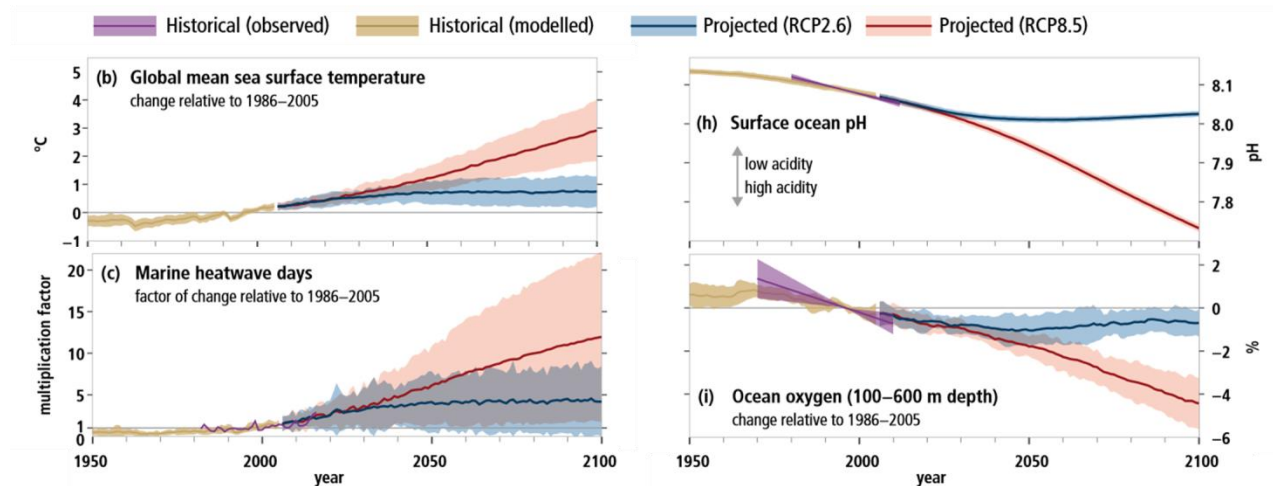 Historical (observed) Historical (modelled) Projected (RCP2.6) Projected (RCP8.5)
(b) Global mean sea surface temperature
change relative to 1986–2005
°C
5
4
3
2
1
0
−1
(c) Marine heatwave days
factor of change relative to 1986–2005
multiplication factor
20
15
10
5
1
0
1950 2000 2050 2100
year
(h) Surface ocean pH
low acidity
high acidity
pH
8.1
8.0
7.9
7.8
(i) Ocean oxygen (100–600 m depth)
change relative to 1986–2005
%
2
0
−2
−4
−6
1950 2000 2050 2100
year